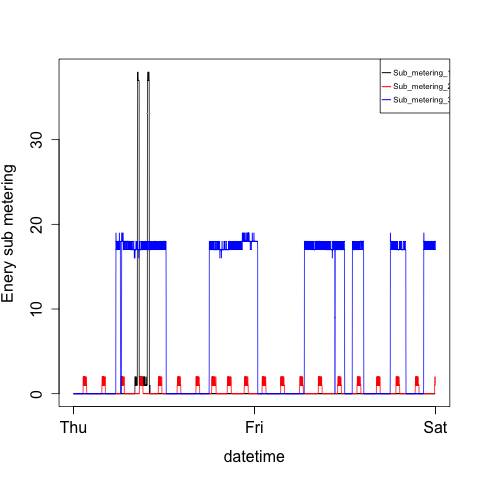 Sub_metering_1
Sub_metering_2
Sub_metering_3
Enery sub metering
0
10
20
30
Thu
Fri
Sat
datetime